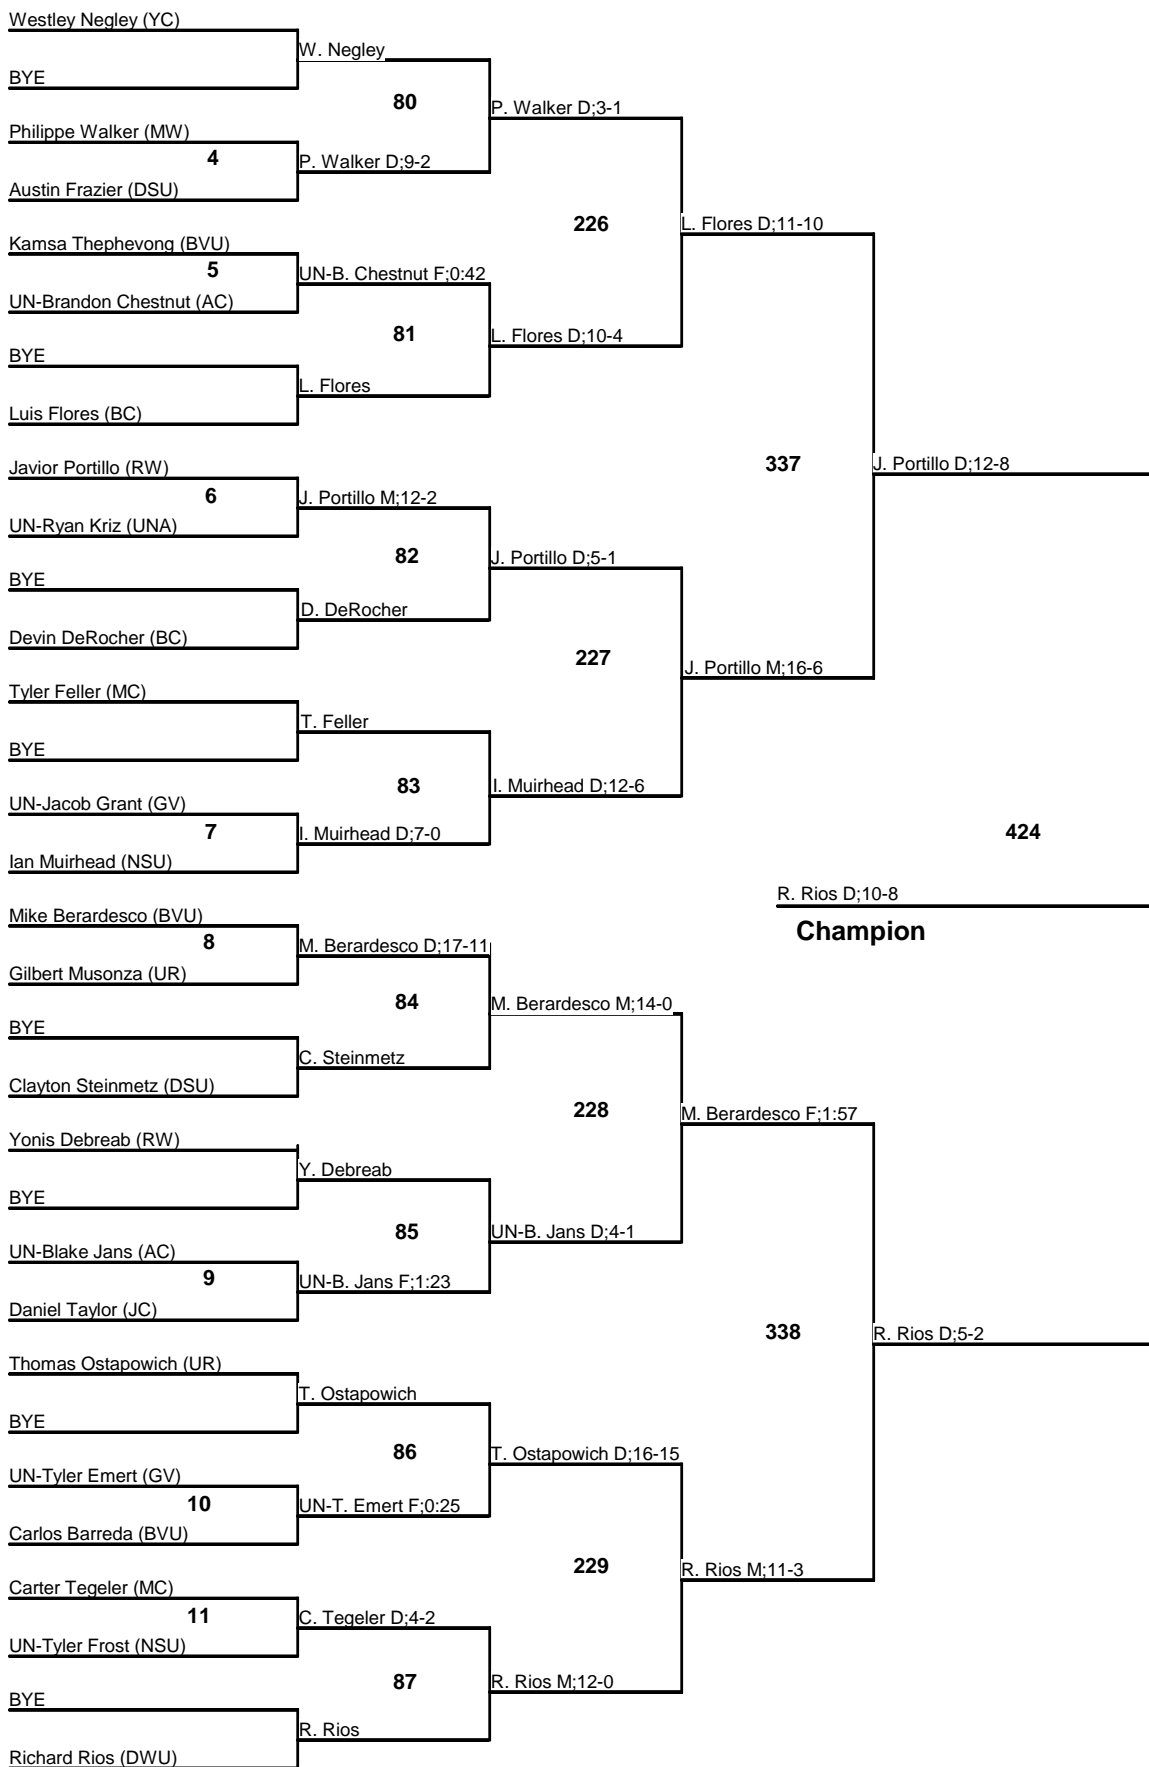 Westley Negley (YC)
W. Negley
BYE
80
P. Walker D;3-1
Philippe Walker (MW)
4
P. Walker D;9-2
Austin Frazier (DSU)
226
L. Flores D;11-10
Kamsa Thephevong (BVU)
5
UN-B. Chestnut F;0:42
UN-Brandon Chestnut (AC)
81
L. Flores D;10-4
BYE
L. Flores
Luis Flores (BC)
337
J. Portillo D;12-8
Javior Portillo (RW)
6
J. Portillo M;12-2
UN-Ryan Kriz (UNA)
82
J. Portillo D;5-1
BYE
D. DeRocher
Devin DeRocher (BC)
227
J. Portillo M;16-6
Tyler Feller (MC)
T. Feller
BYE
83
I. Muirhead D;12-6
UN-Jacob Grant (GV)
7
I. Muirhead D;7-0
Ian Muirhead (NSU)
424
R. Rios D;10-8
Champion
Mike Berardesco (BVU)
8
M. Berardesco D;17-11
Gilbert Musonza (UR)
84
M. Berardesco M;14-0
BYE
C. Steinmetz
Clayton Steinmetz (DSU)
228
M. Berardesco F;1:57
Yonis Debreab (RW)
Y. Debreab
BYE
85
UN-B. Jans D;4-1
UN-Blake Jans (AC)
9
UN-B. Jans F;1:23
Daniel Taylor (JC)
338
R. Rios D;5-2
Thomas Ostapowich (UR)
T. Ostapowich
BYE
86
T. Ostapowich D;16-15
UN-Tyler Emert (GV)
10
UN-T. Emert F;0:25
Carlos Barreda (BVU)
229
R. Rios M;11-3
Carter Tegeler (MC)
11
C. Tegeler D;4-2
UN-Tyler Frost (NSU)
87
R. Rios M;12-0
BYE
R. Rios
Richard Rios (DWU)